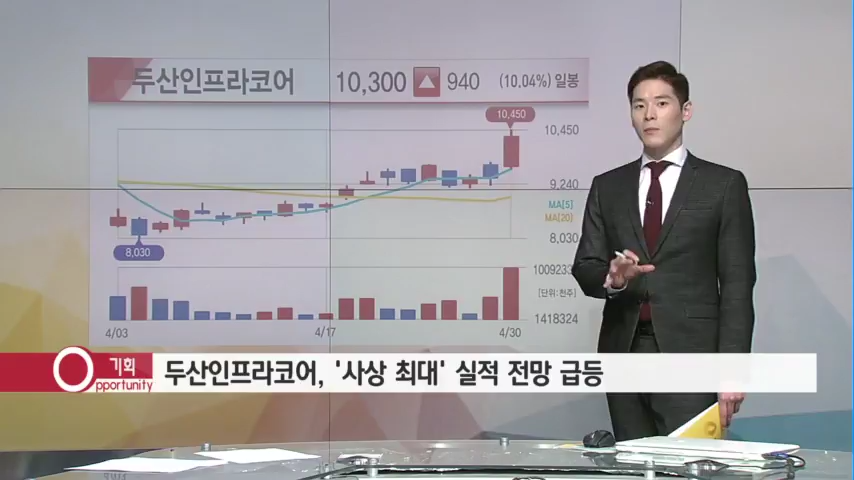 두산인프라코어 10,300 ▲ 940 (10.04%) 일봉
10,450
10,450
9,240
MA[5]
MA[20]
8,030
8,030
[단위:천주]
1418324
4/03 4/17 4/30
기회
Opportunity
두산인프라코어, '사상 최대' 실적 전망 급등